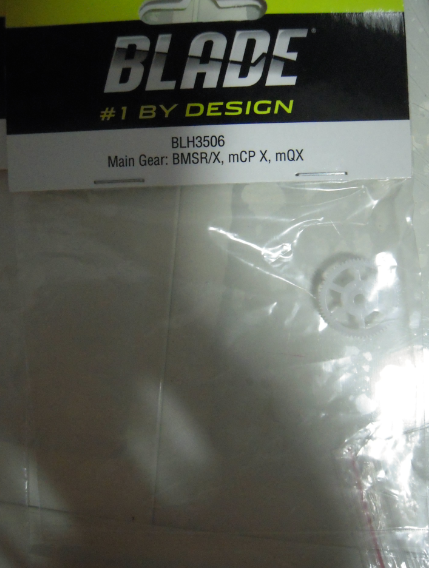 BLADE
#1 BY DESIGN
BLH3506
Main Gear: BMSR/X, mCP X, mQX